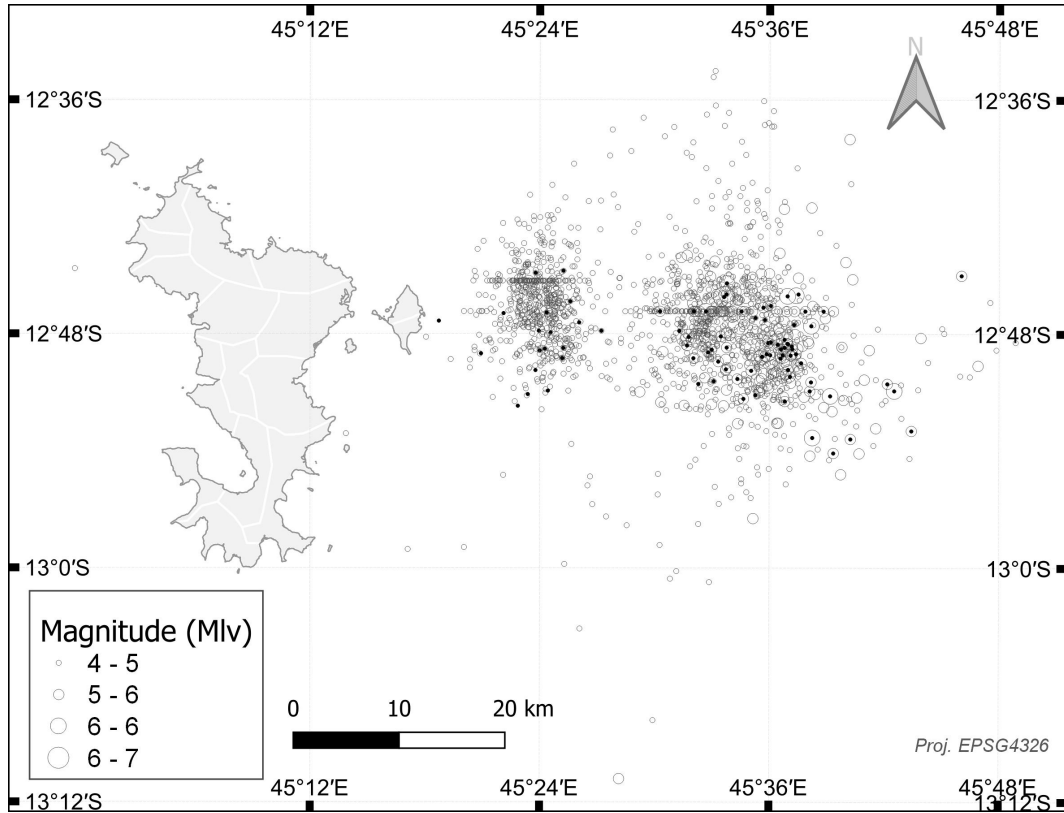 45°12′E 45°24′E 45°36′E 45°48′E
N
12°36′S 12°36′S
12°48′S 12°48′S
13°0′S 13°0′S
Magnitude (Mlv)
4 - 5
5 - 6
6 - 6
6 - 7
0 10 20 km
Proj. EPSG4326
45°12′E 45°24′E 45°36′E 45°48′E
13°12′S 13°12′S